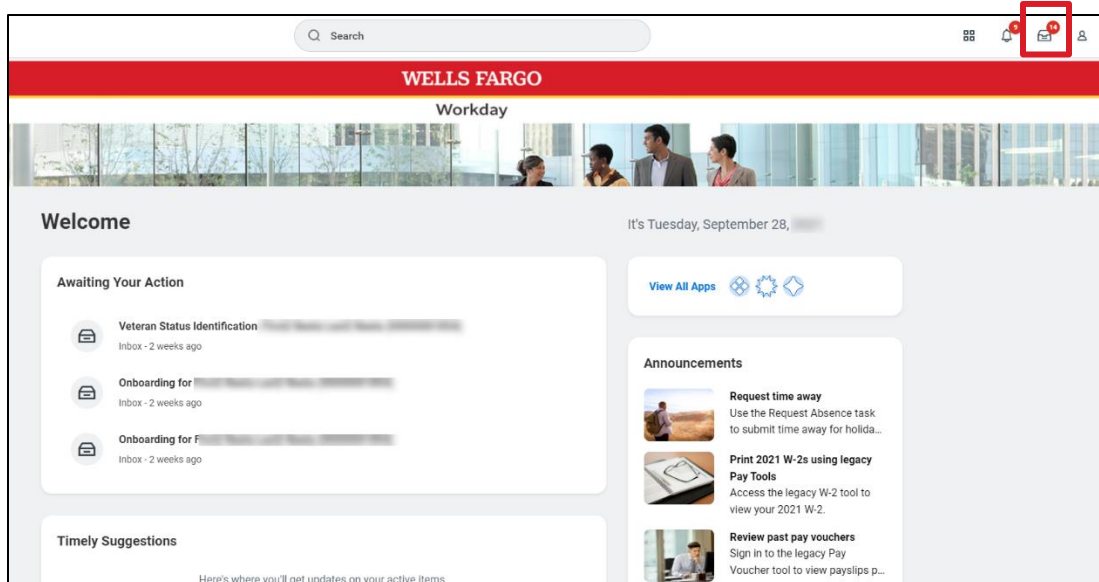 Search
9
14
WELLS FARGO
Workday
Welcome
It's Tuesday, September 28,
Awaiting Your Action
Veteran Status Identification
Inbox - 2 weeks ago
Onboarding for
Inbox - 2 weeks ago
Onboarding for F
Inbox - 2 weeks ago
Timely Suggestions
Here's where you'll get updates on your active items.
View All Apps
Announcements
Request time away
Use the Request Absence task
to submit time away for holida...
Print 2021 W-2s using legacy
Pay Tools
Access the legacy W-2 tool to
view your 2021 W-2.
Review past pay vouchers
Sign in to the legacy Pay
Voucher tool to view payslips p...